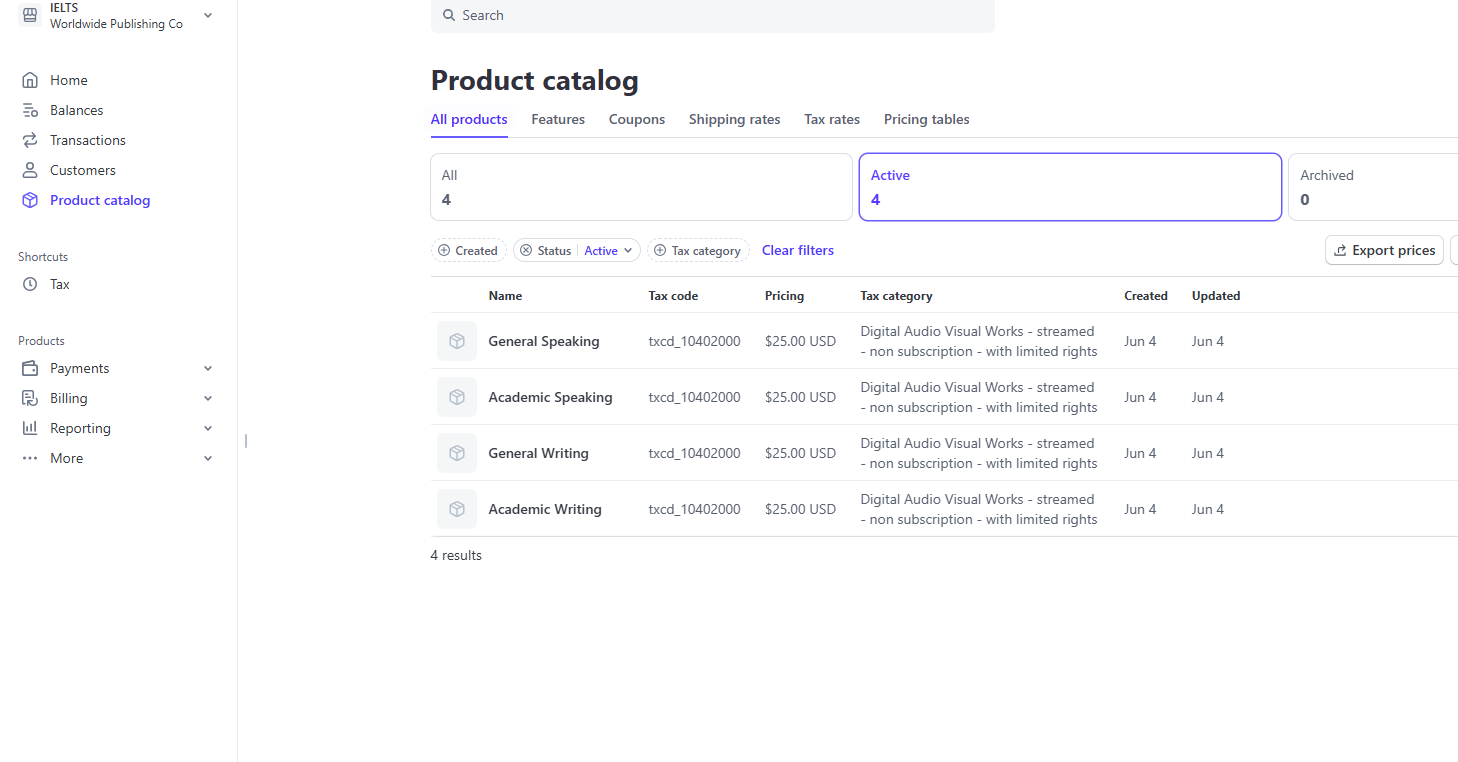 IELTS
Worldwide Publishing Co
Search
Home
Balances
Transactions
Customers
Product catalog
Shortcuts
Tax
Products
Payments
Billing
Reporting
More
Product catalog
All products Features Coupons Shipping rates Tax rates Pricing tables
All
4
Active
4
Archived
0
Created Status Active Tax category Clear filters Export prices
Name Tax code Pricing Tax category Created Updated
General Speaking txcd_10402000 $25.00 USD Digital Audio Visual Works - streamed
- non subscription - with limited rights Jun 4 Jun 4
Academic Speaking txcd_10402000 $25.00 USD Digital Audio Visual Works - streamed
- non subscription - with limited rights Jun 4 Jun 4
General Writing txcd_10402000 $25.00 USD Digital Audio Visual Works - streamed
- non subscription - with limited rights Jun 4 Jun 4
Academic Writing txcd_10402000 $25.00 USD Digital Audio Visual Works - streamed
- non subscription - with limited rights Jun 4 Jun 4
4 results